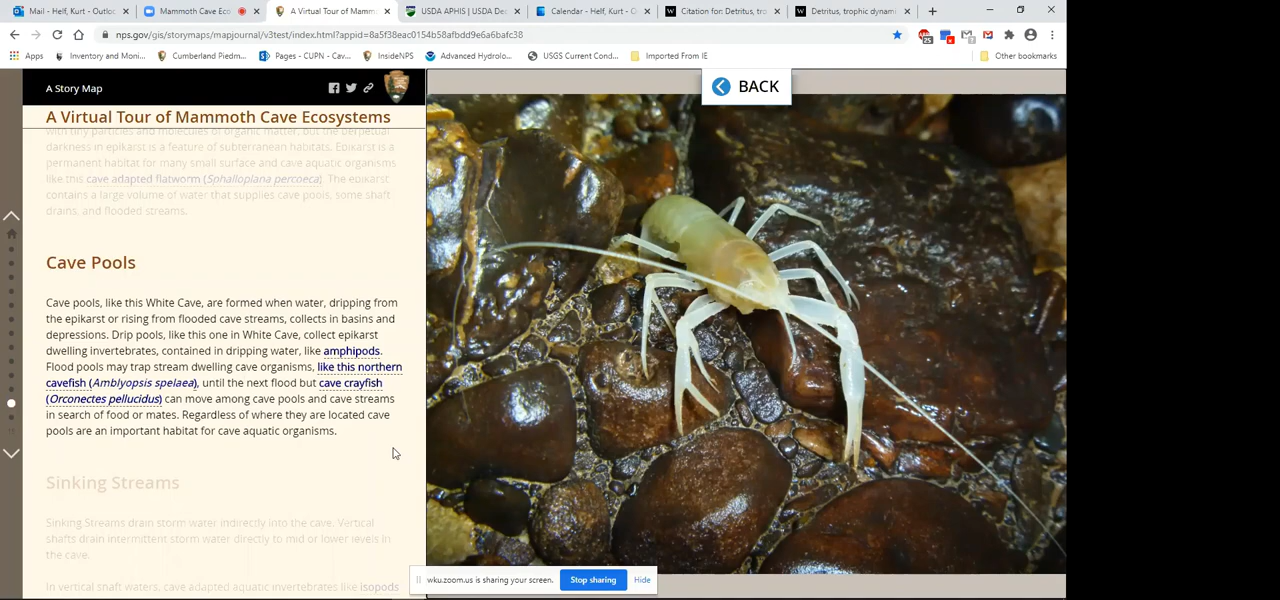 Mail - Helf, Kurt - Outloo
Mammoth Cave Eco
A Virtual Tour of Mamm
USDA APHIS | USDA De
Calendar - Helf, Kurt - O
Citation for: Detritus, tro
Detritus, trophic dynami
nps.gov/gis/storymaps/mapjournal/v3test/index.html?appid=8a5f38eac0154b58afbdd9e6a6bafc38
Apps
Inventory and Moni...
Cumberland Piedm...
Pages - CUPN - Cav...
InsideNPS
Advanced Hydrolo...
USGS Current Cond...
Imported From IE
Other bookmarks
A Story Map
BACK
A Virtual Tour of Mammoth Cave Ecosystems
with tiny particles and molecules of organic matter, but the perpetual
darkness in epikarst is a feature of subterranean habitats. Epikarst is a
permanent habitat for many small surface and cave aquatic organisms
like this cave adapted flatworm (Sphalloplana percoeca). The epikarst
contains a large volume of water that supplies cave pools, some shaft
drains, and flooded streams.
Cave Pools
Cave pools, like this White Cave, are formed when water, dripping from
the epikarst or rising from flooded cave streams, collects in basins and
depressions. Drip pools, like this one in White Cave, collect epikarst
dwelling invertebrates, contained in dripping water, like amphipods.
Flood pools may trap stream dwelling cave organisms, like this northern
cavefish (Amblyopsis spelaea), until the next flood but cave crayfish
(Orconectes pellucidus) can move among cave pools and cave streams
in search of food or mates. Regardless of where they are located cave
pools are an important habitat for cave aquatic organisms.
Sinking Streams
Sinking Streams drain storm water indirectly into the cave. Vertical
shafts drain intermittent storm water directly to mid or lower levels in
the cave.
In vertical shaft waters, cave adapted aquatic invertebrates like isopods
wku.zoom.us is sharing your screen.
Stop sharing
Hide